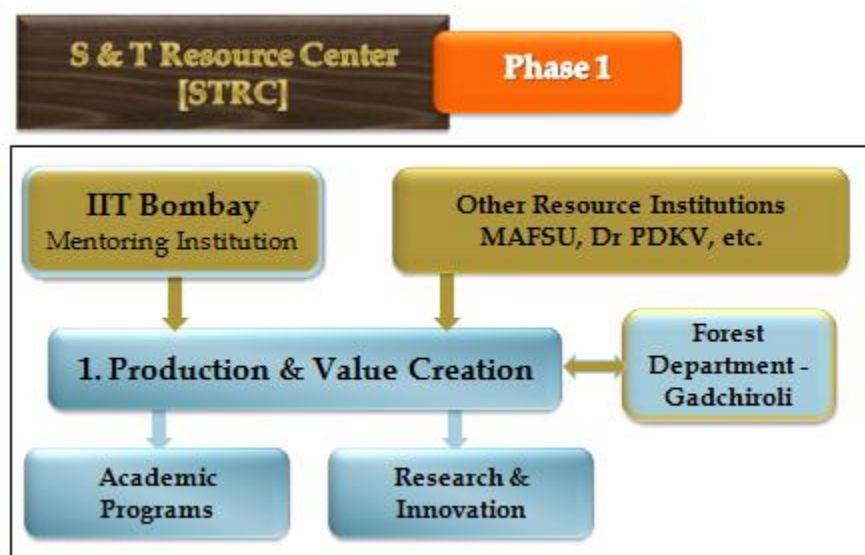 S & T Resource Center
[STRC]
Phase 1
IIT Bombay
Mentoring Institution
Other Resource Institutions
MAFSU, Dr PDKV, etc.
1. Production & Value Creation
Forest
Department -
Gadchiroli
Academic
Programs
Research &
Innovation